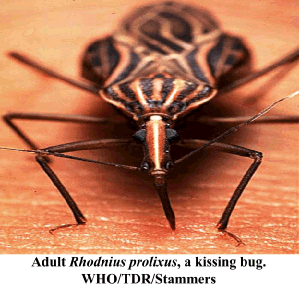 Adult Rhodnius prolixus, a kissing bug.
WHO/TDR/Stammers